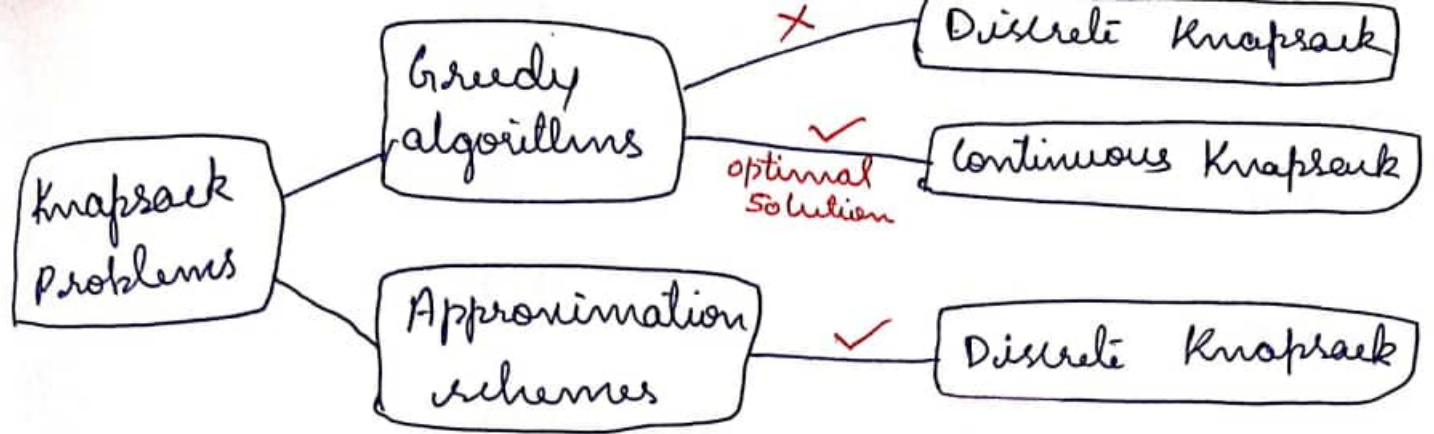 Knapsack
Problems
Greedy
algorithms
✗
Discrete Knapsack
✓
optimal
Solution
Continuous Knapsack
Approximation
schemes
✓
Discrete Knapsack